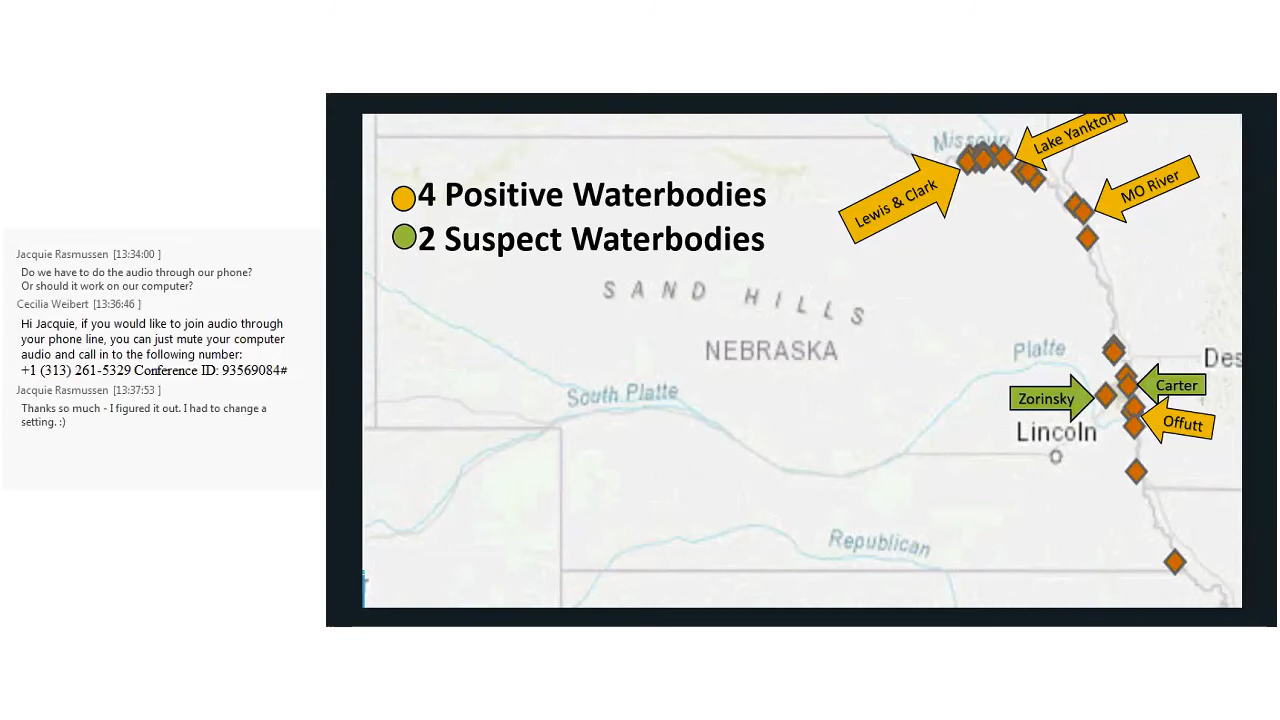 Jacquie Rasmussen [13:34:00 ]
Do we have to do the audio through our phone?
Or should it work on our computer?
Cecilia Weibert [13:36:46 ]
Hi Jacquie, if you would like to join audio through
your phone line, you can just mute your computer
audio and call in to the following number:
+1 (313) 261-5329 Conference ID: 93569084#
Jacquie Rasmussen [13:37:53 ]
Thanks so much - I figured it out. I had to change a
setting. :)
4 Positive Waterbodies
2 Suspect Waterbodies
Missouri
Lake Yankton
Lewis & Clark
MO River
SAND HILLS
NEBRASKA
Platte
Des
South Platte
Zorinsky
Carter
Offutt
Lincoln
Republican